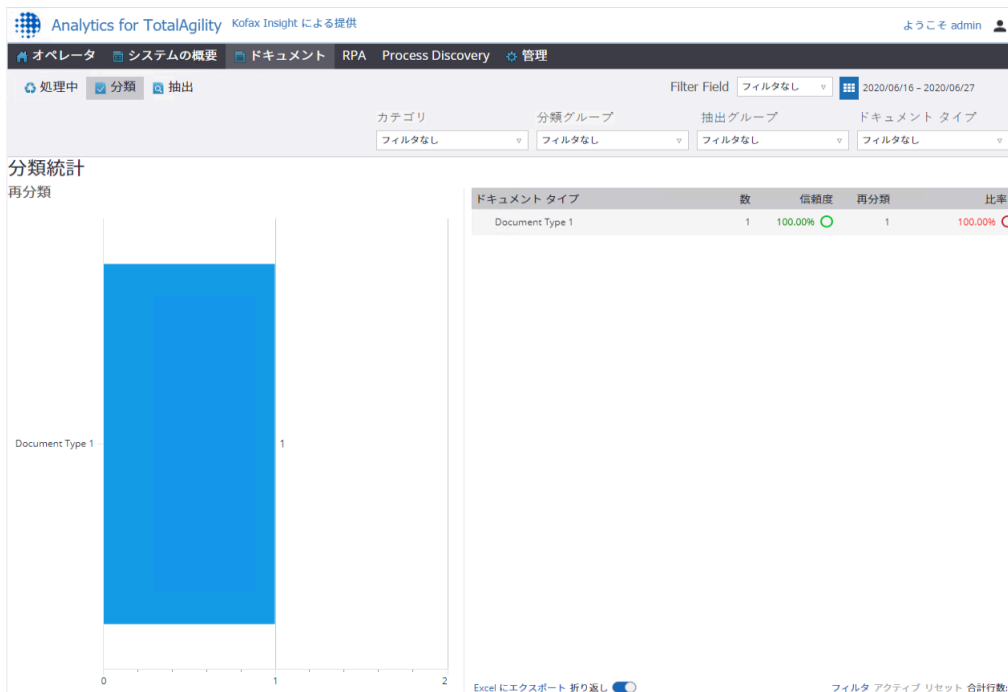 Analytics for TotalAgility Kofax Insight による提供 ようこそ admin
オペレータ システムの概要 ドキュメント RPA Process Discovery 管理
処理中 分類 抽出 Filter Field フィルタなし 2020/06/16 – 2020/06/27
カテゴリ 分類グループ 抽出グループ ドキュメント タイプ
フィルタなし フィルタなし フィルタなし フィルタなし
分類統計
再分類
ドキュメント タイプ 数 信頼度 再分類 比率
Document Type 1 1 100.00% 1 100.00%
Document Type 1 1
0 1 2
Excel にエクスポート 折り返し フィルタ アクティブ リセット 合計行数